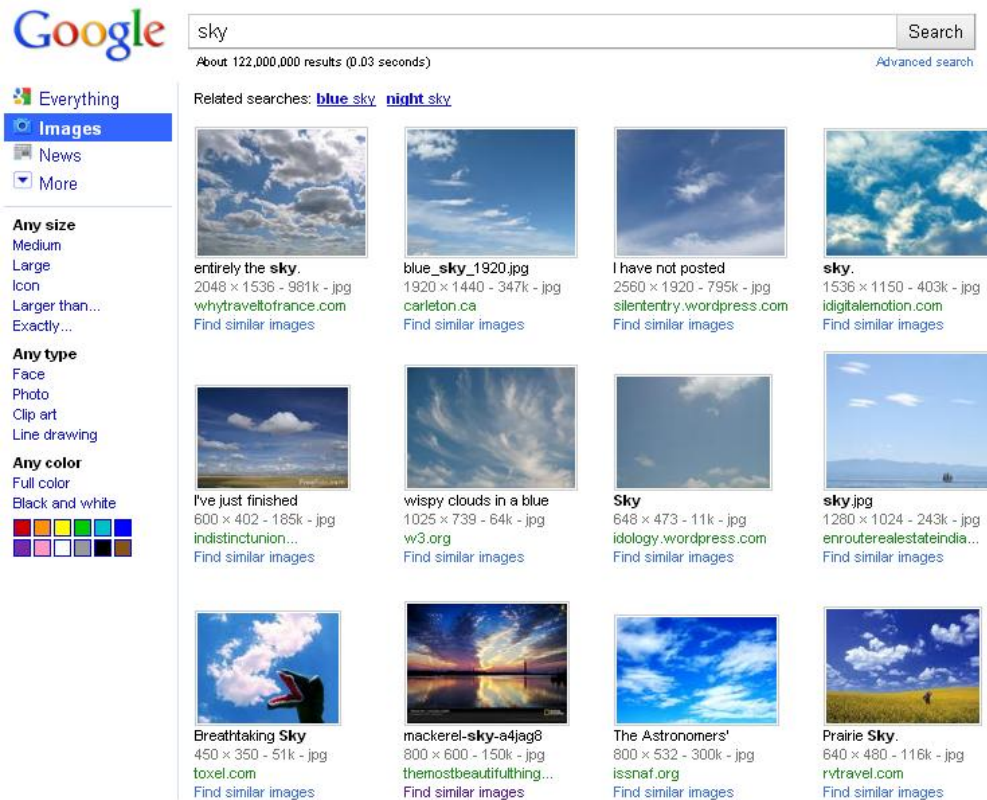 Google
sky
Search
About 122,000,000 results (0.03 seconds)
Advanced search
Everything
Images
News
More
Any size
Medium
Large
Icon
Larger than...
Exactly...
Any type
Face
Photo
Clip art
Line drawing
Any color
Full color
Black and white
Related searches: blue sky night sky
entirely the sky.
2048 × 1536 - 981k - jpg
whytraveltofrance.com
Find similar images
blue_sky_1920.jpg
1920 × 1440 - 347k - jpg
carleton.ca
Find similar images
I have not posted
2560 × 1920 - 795k - jpg
silententry.wordpress.com
Find similar images
sky.
1536 × 1150 - 403k - jpg
idigitalemotion.com
Find similar images
I've just finished
600 × 402 - 185k - jpg
indistinctunion...
Find similar images
wispy clouds in a blue
1025 × 739 - 64k - jpg
w3.org
Find similar images
Sky
648 × 473 - 11k - jpg
idology.wordpress.com
Find similar images
sky.jpg
1280 × 1024 - 243k - jpg
enrouterealestateindia...
Find similar images
Breathtaking Sky
450 × 350 - 51k - jpg
toxel.com
Find similar images
mackerel-sky-a4jag8
800 × 600 - 150k - jpg
themostbeautifulthing...
Find similar images
The Astronomers'
800 × 532 - 300k - jpg
issnaf.org
Find similar images
Prairie Sky.
640 × 480 - 116k - jpg
rvtravel.com
Find similar images